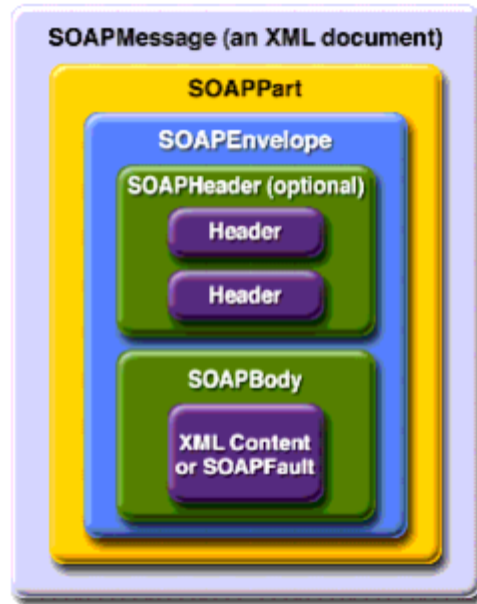 SOAPMessage (an XML document)
SOAPPart
SOAPEnvelope
SOAPHeader (optional)
Header
Header
SOAPBody
XML Content
or SOAPFault